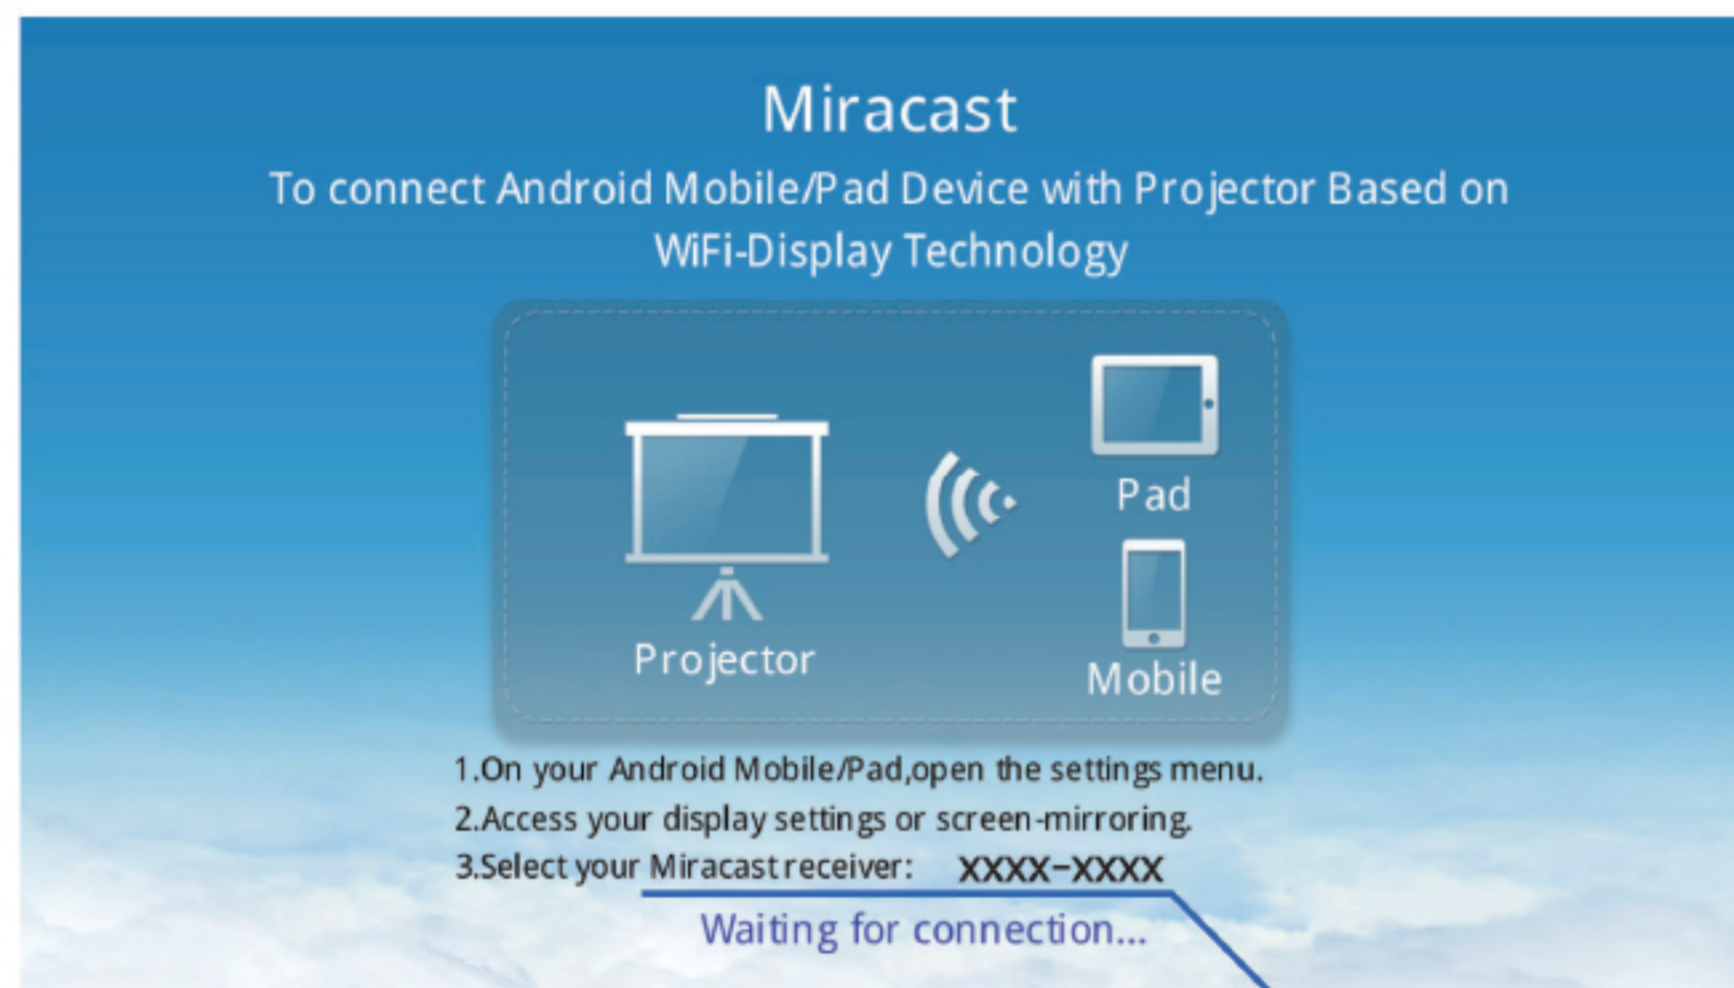 Miracast
To connect Android Mobile/Pad Device with Projector Based on
WiFi-Display Technology
Pad
Projector
Mobile
1.On your Android Mobile/Pad,open the settings menu.
2.Access your display settings or screen-mirroring.
3.Select your Miracast receiver: XXXX-XXXX
Waiting for connection...